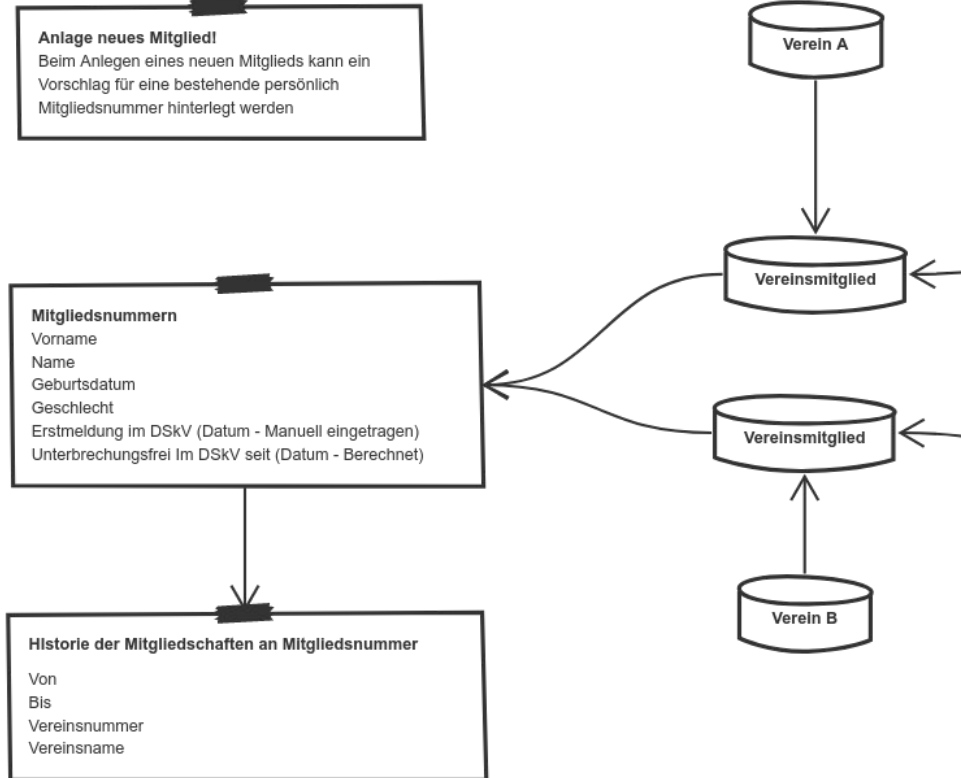 Anlage neues Mitglied!
Beim Anlegen eines neuen Mitglieds kann ein
Vorschlag für eine bestehende persönlich
Mitgliedsnummer hinterlegt werden
Verein A
Vereinsmitglied
Mitgliedsnummern
Vorname
Name
Geburtsdatum
Geschlecht
Erstmeldung im DSkV (Datum - Manuell eingetragen)
Unterbrechungsfrei Im DSkV seit (Datum - Berechnet)
Vereinsmitglied
Verein B
HIstorie der Mitgliedschaften an Mitgliedsnummer
Von
Bis
Vereinsnummer
Vereinsname